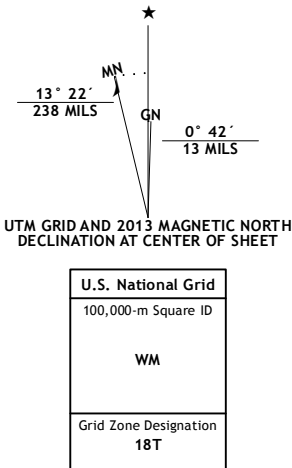 MN
GN
13° 22´
238 MILS
0° 42´
13 MILS
UTM GRID AND 2013 MAGNETIC NORTH
DECLINATION AT CENTER OF SHEET
U.S. National Grid
100,000-m Square ID
WM
Grid Zone Designation
18T